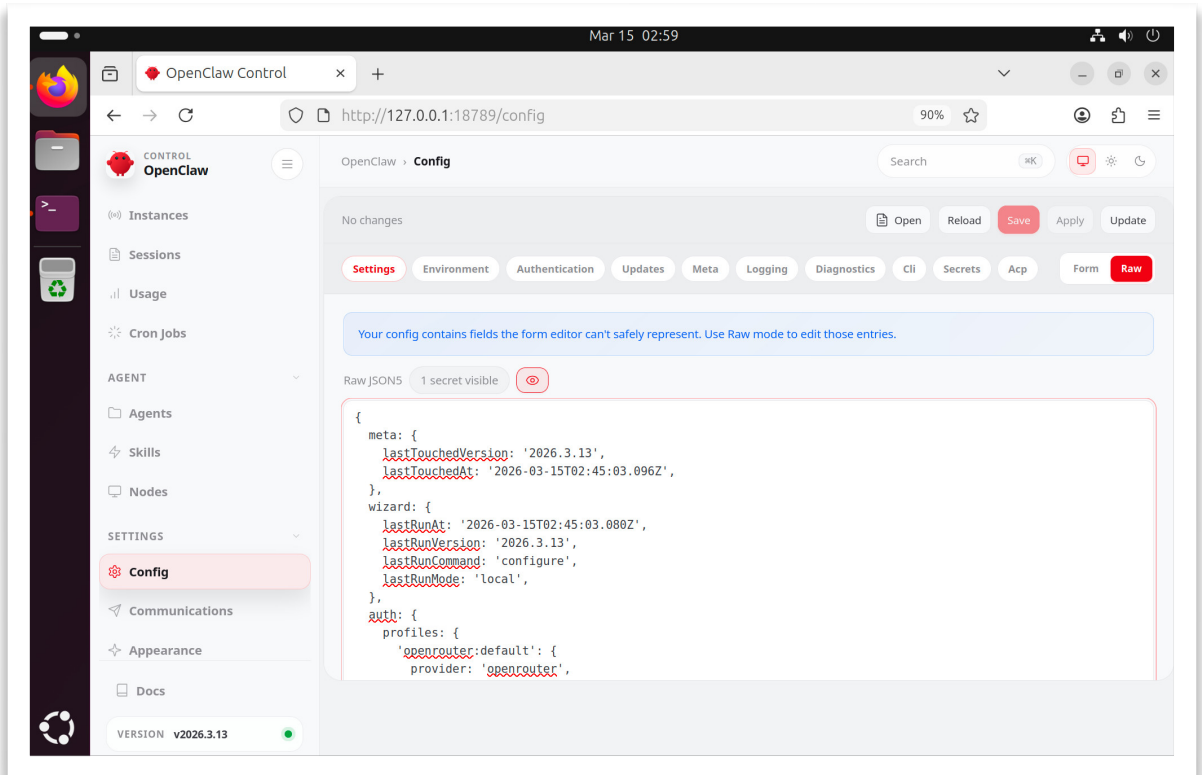 Mar 15 02:59
OpenClaw Control
http://127.0.0.1:18789/config
90%
CONTROL
OpenClaw
Instances
Sessions
Usage
Cron Jobs
AGENT
Agents
Skills
Nodes
SETTINGS
Config
Communications
Appearance
Docs
VERSION v2026.3.13
OpenClaw › Config
Search ⌘K
No changes
Open Reload Save Apply Update
Settings Environment Authentication Updates Meta Logging Diagnostics Cli Secrets Acp Form Raw
Your config contains fields the form editor can't safely represent. Use Raw mode to edit those entries.
Raw JSON5 1 secret visible
{
  meta: {
    lastTouchedVersion: '2026.3.13',
    lastTouchedAt: '2026-03-15T02:45:03.096Z',
  },
  wizard: {
    lastRunAt: '2026-03-15T02:45:03.080Z',
    lastRunVersion: '2026.3.13',
    lastRunCommand: 'configure',
    lastRunMode: 'local',
  },
  auth: {
    profiles: {
      'openrouter:default': {
        provider: 'openrouter',